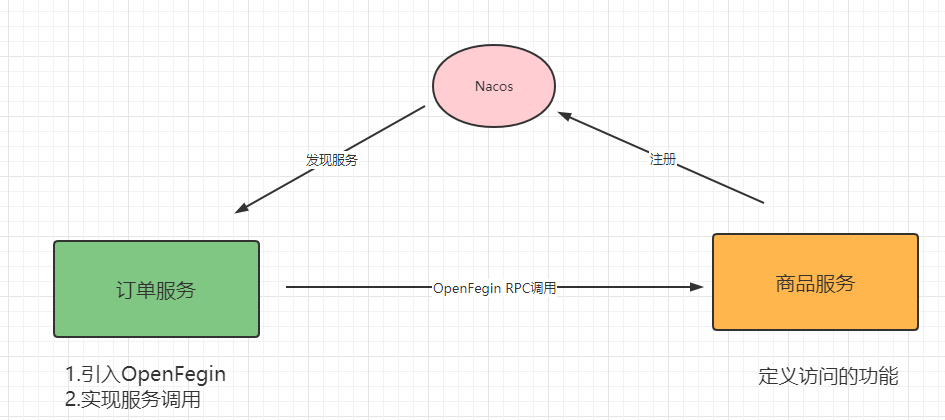 Nacos
发现服务
注册
订单服务
OpenFegin RPC调用
商品服务
1.引入OpenFegin
2.实现服务调用
定义访问的功能